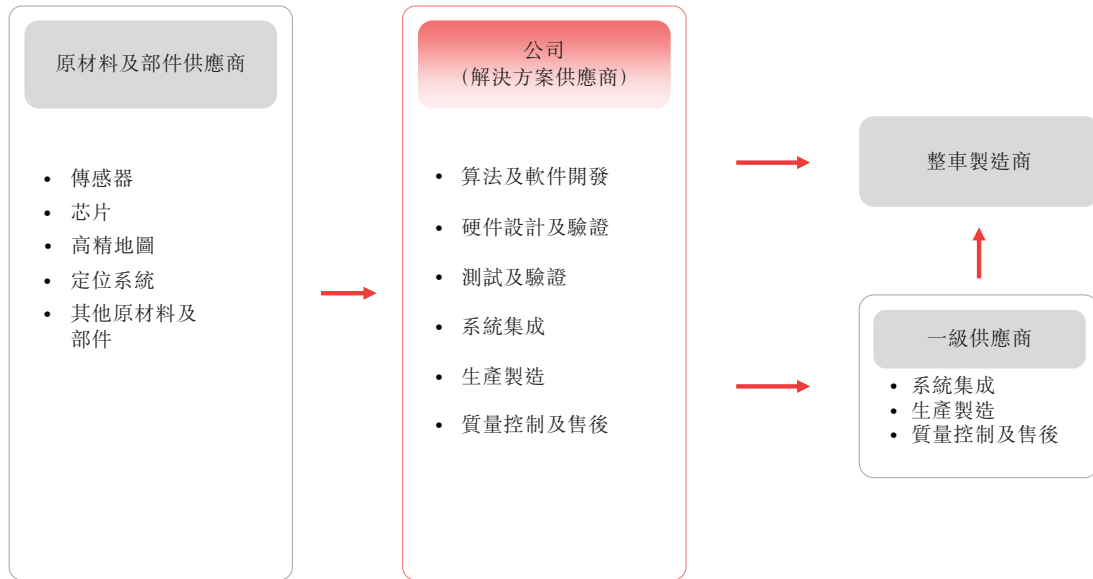 原材料及部件供應商
• 傳感器
• 芯片
• 高精地圖
• 定位系統
• 其他原材料及
部件
公司
(解決方案供應商)
• 算法及軟件開發
• 硬件設計及驗證
• 測試及驗證
• 系統集成
• 生產製造
• 質量控制及售後
整車製造商
一級供應商
• 系統集成
• 生產製造
• 質量控制及售後